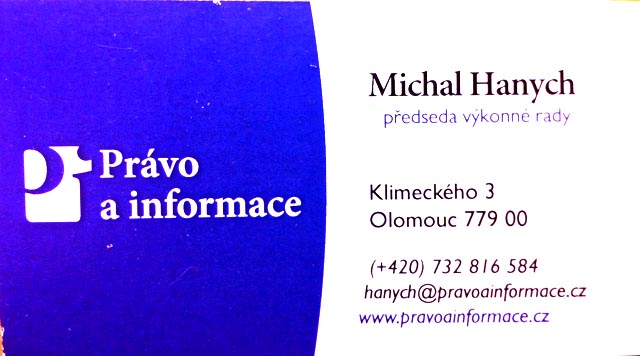 Právo
a informace
Michal Hanych
předseda výkonné rady
Klimeckého 3
Olomouc 779 00
(+420) 732 816 584
hanych@pravoainformace.cz
www.pravoainformace.cz